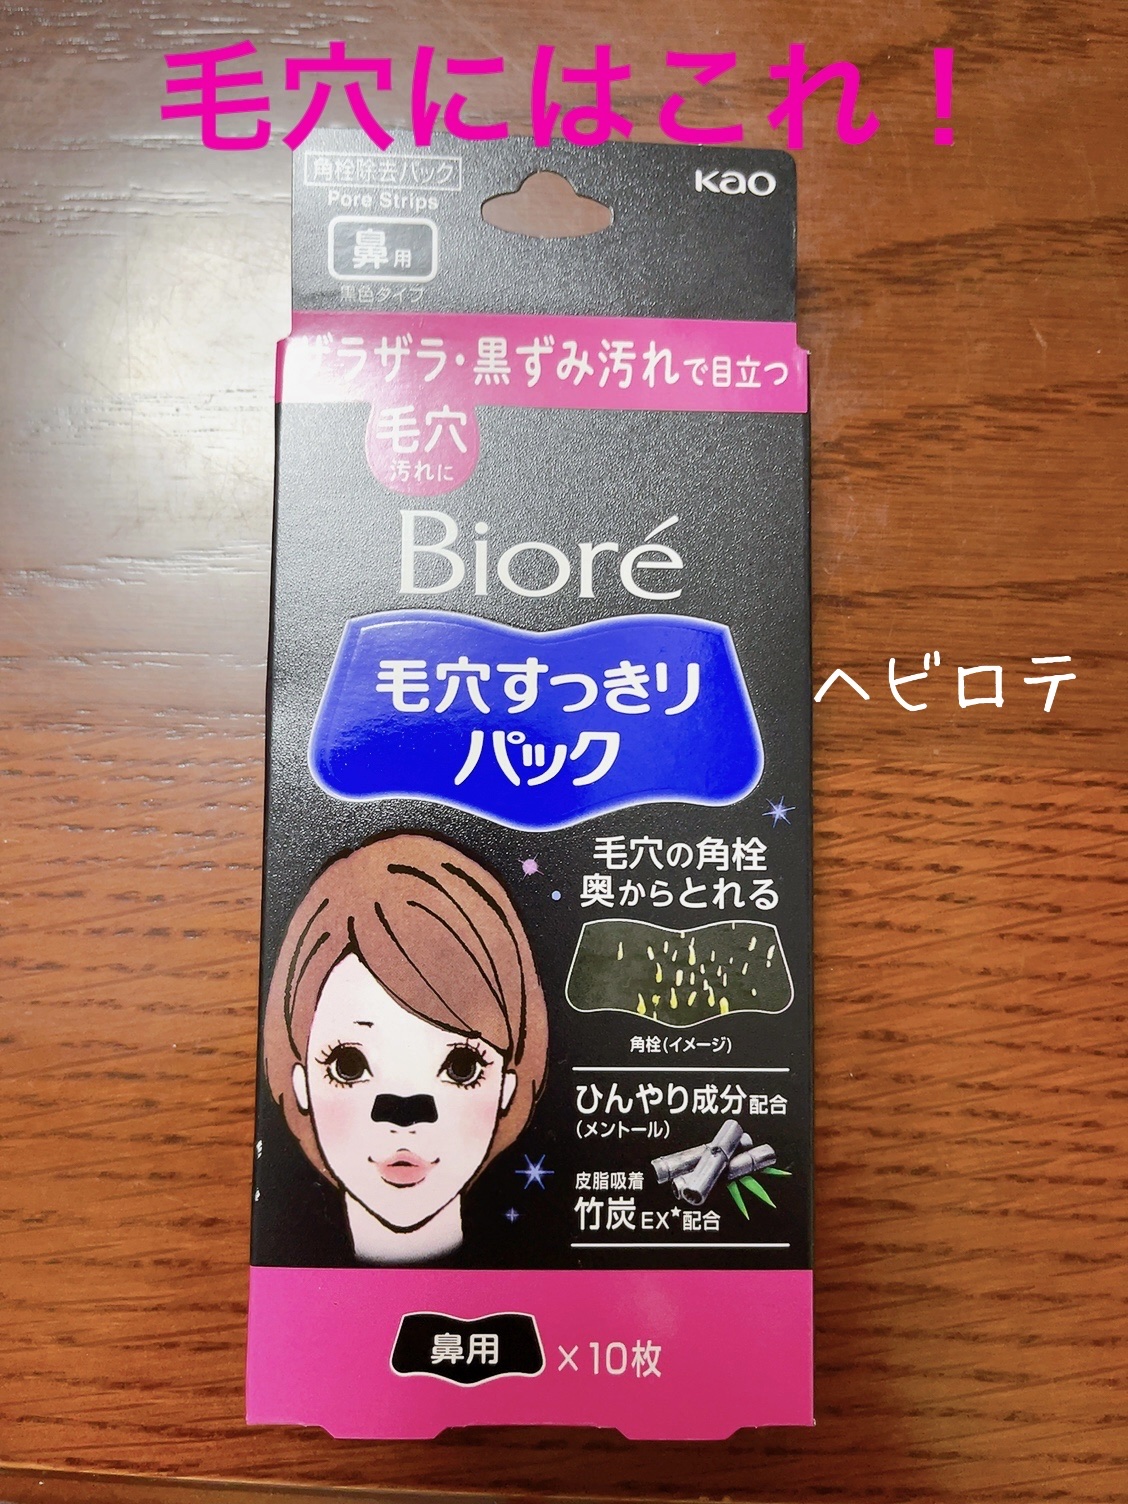 毛穴にはこれ！
角栓除去パック
Kao
Pore Strips
鼻用
黒色タイプ
ザラザラ・黒ずみ汚れで目立つ
毛穴
汚れに
Bioré
毛穴すっきり
パック
ヘビロテ
毛穴の角栓
奥からとれる
角栓(イメージ)
ひんやり成分配合
(メントール)
皮脂吸着
竹炭EX★配合
鼻用×10枚